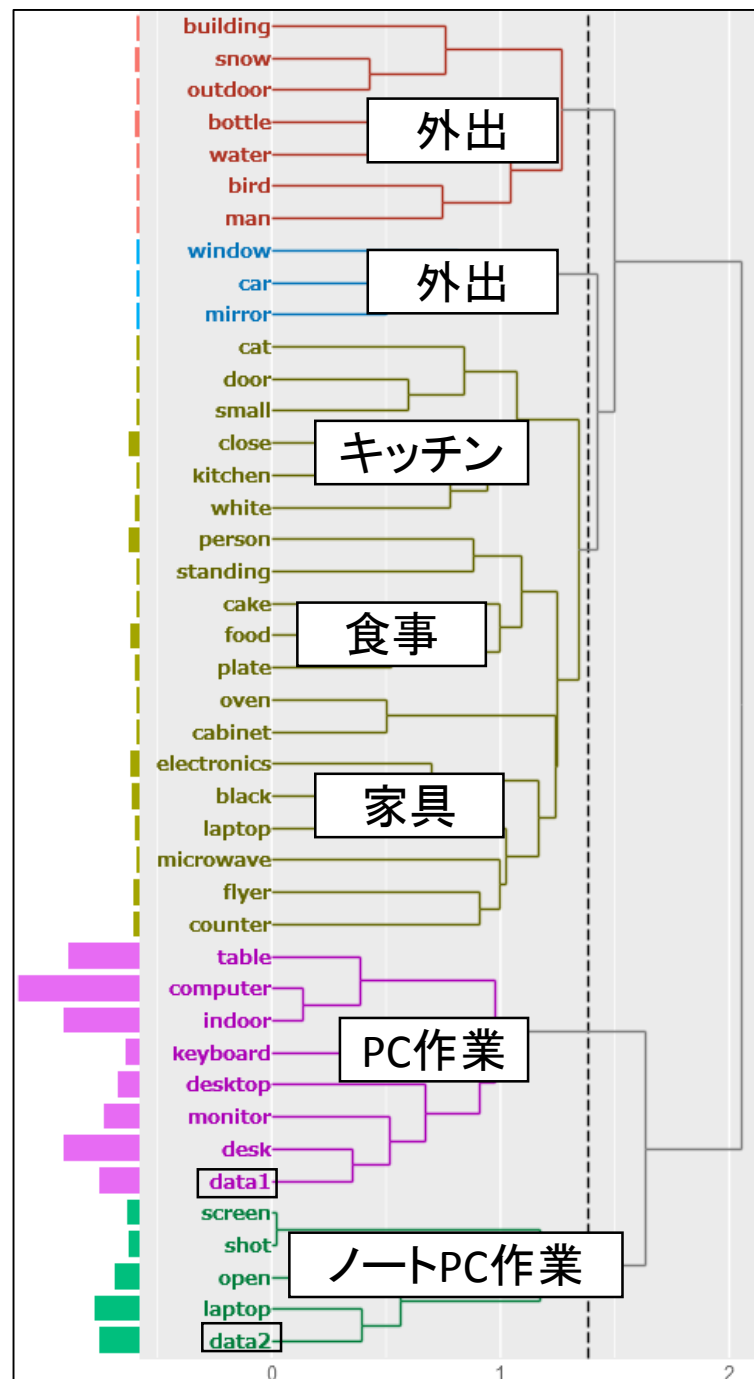 building
snow
outdoor
bottle
water
bird
man
外出
window
car
mirror
外出
cat
door
small
close
kitchen
white
キッチン
person
standing
cake
food
plate
食事
oven
cabinet
electronics
black
laptop
家具
microwave
flyer
counter
table
computer
indoor
keyboard
PC作業
desktop
monitor
desk
data1
screen
shot
open
ノートPC作業
laptop
data2
0 1 2